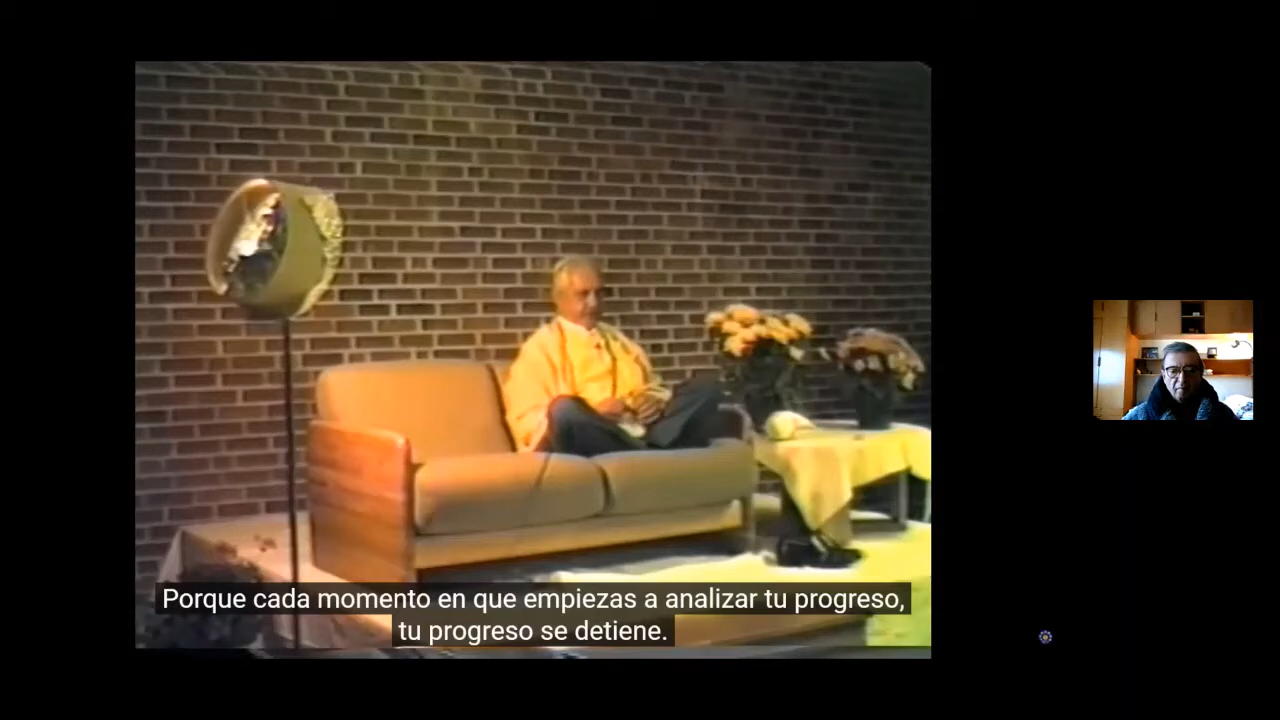 Porque cada momento en que empiezas a analizar tu progreso,
tu progreso se detiene.